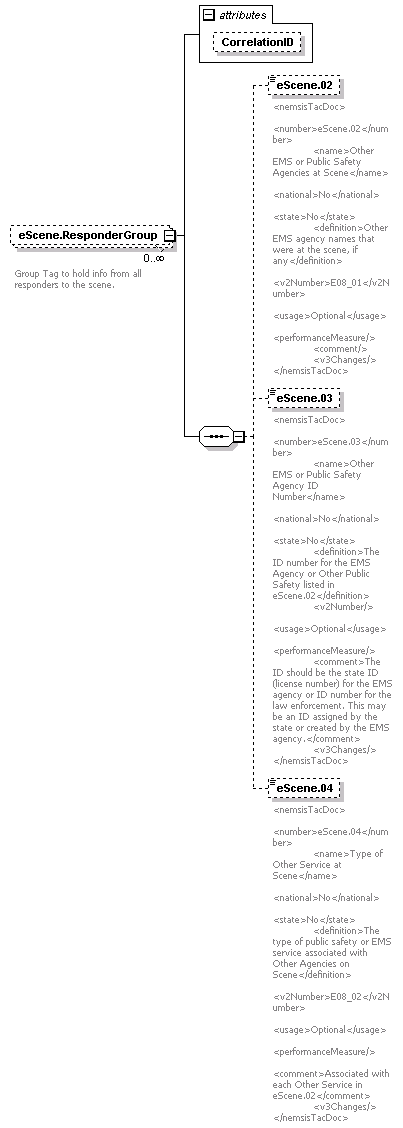 attributes
CorrelationID
eScene.ResponderGroup
0..∞
Group Tag to hold info from all
responders to the scene.
eScene.02
<nemsisTacDoc>
<number>eScene.02</num
ber>
<name>Other
EMS or Public Safety
Agencies at Scene</name>
<national>No</national>
<state>No</state>
<definition>Other
EMS agency names that
were at the scene, if
any</definition>
<v2Number>E08_01</v2N
umber>
<usage>Optional</usage>
<performanceMeasure/>
<comment/>
<v3Changes/>
</nemsisTacDoc>
eScene.03
<nemsisTacDoc>
<number>eScene.03</num
ber>
<name>Other
EMS or Public Safety
Agency ID
Number</name>
<national>No</national>
<state>No</state>
<definition>The
ID number for the EMS
Agency or Other Public
Safety listed in
eScene.02</definition>
<v2Number/>
<usage>Optional</usage>
<performanceMeasure/>
<comment>The
ID should be the state ID
(license number) for the EMS
agency or ID number for the
law enforcement. This may
be an ID assigned by the
state or created by the EMS
agency.</comment>
<v3Changes/>
</nemsisTacDoc>
eScene.04
<nemsisTacDoc>
<number>eScene.04</num
ber>
<name>Type of
Other Service at
Scene</name>
<national>No</national>
<state>No</state>
<definition>The
type of public safety or EMS
service associated with
Other Agencies on
Scene</definition>
<v2Number>E08_02</v2N
umber>
<usage>Optional</usage>
<performanceMeasure/>
<comment>Associated with
each Other Service in
eScene.02</comment>
<v3Changes/>
</nemsisTacDoc>